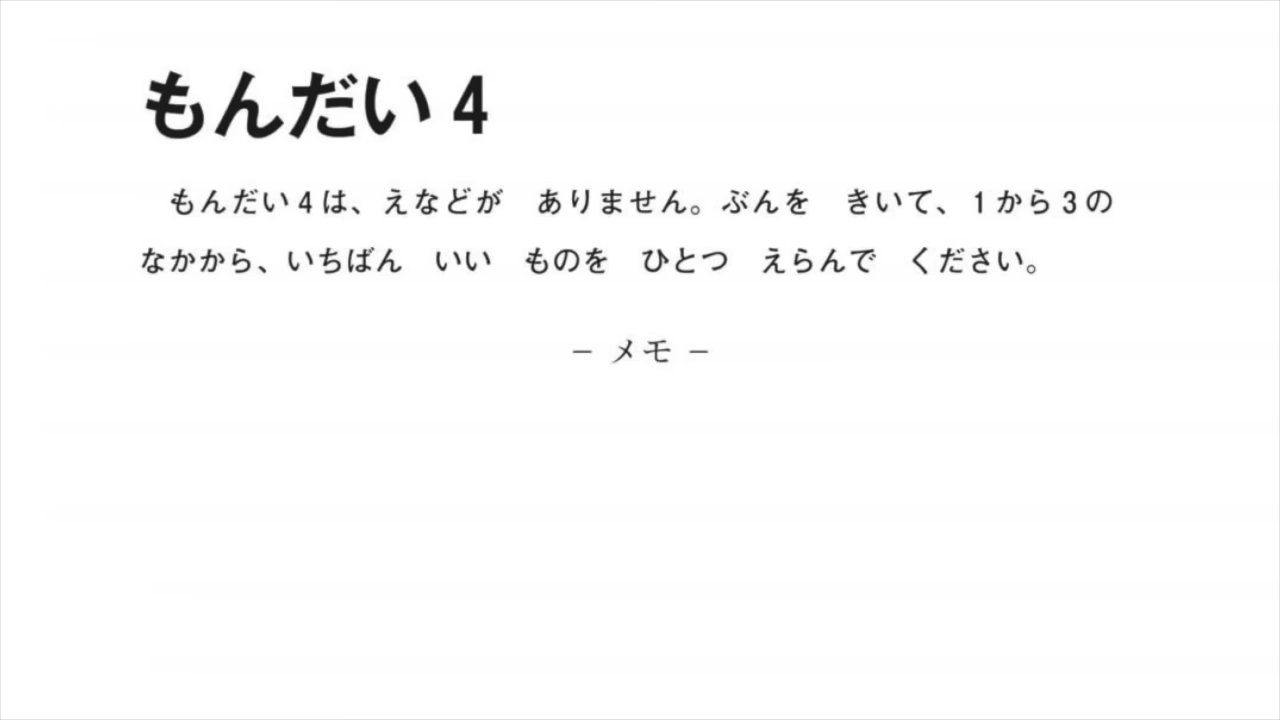 もんだい4
もんだい4は、えなどが　ありません。ぶんを　きいて、1から3の
なかから、いちばん　いい　ものを　ひとつ　えらんで　ください。
－ メモ －